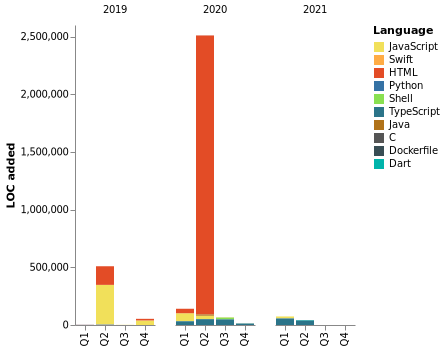 2019 2020 2021
LOC added
2,500,000
2,000,000
1,500,000
1,000,000
500,000
0
Q1 Q2 Q3 Q4 Q1 Q2 Q3 Q4 Q1 Q2 Q3 Q4
Language
JavaScript
Swift
HTML
Python
Shell
TypeScript
Java
C
Dockerfile
Dart